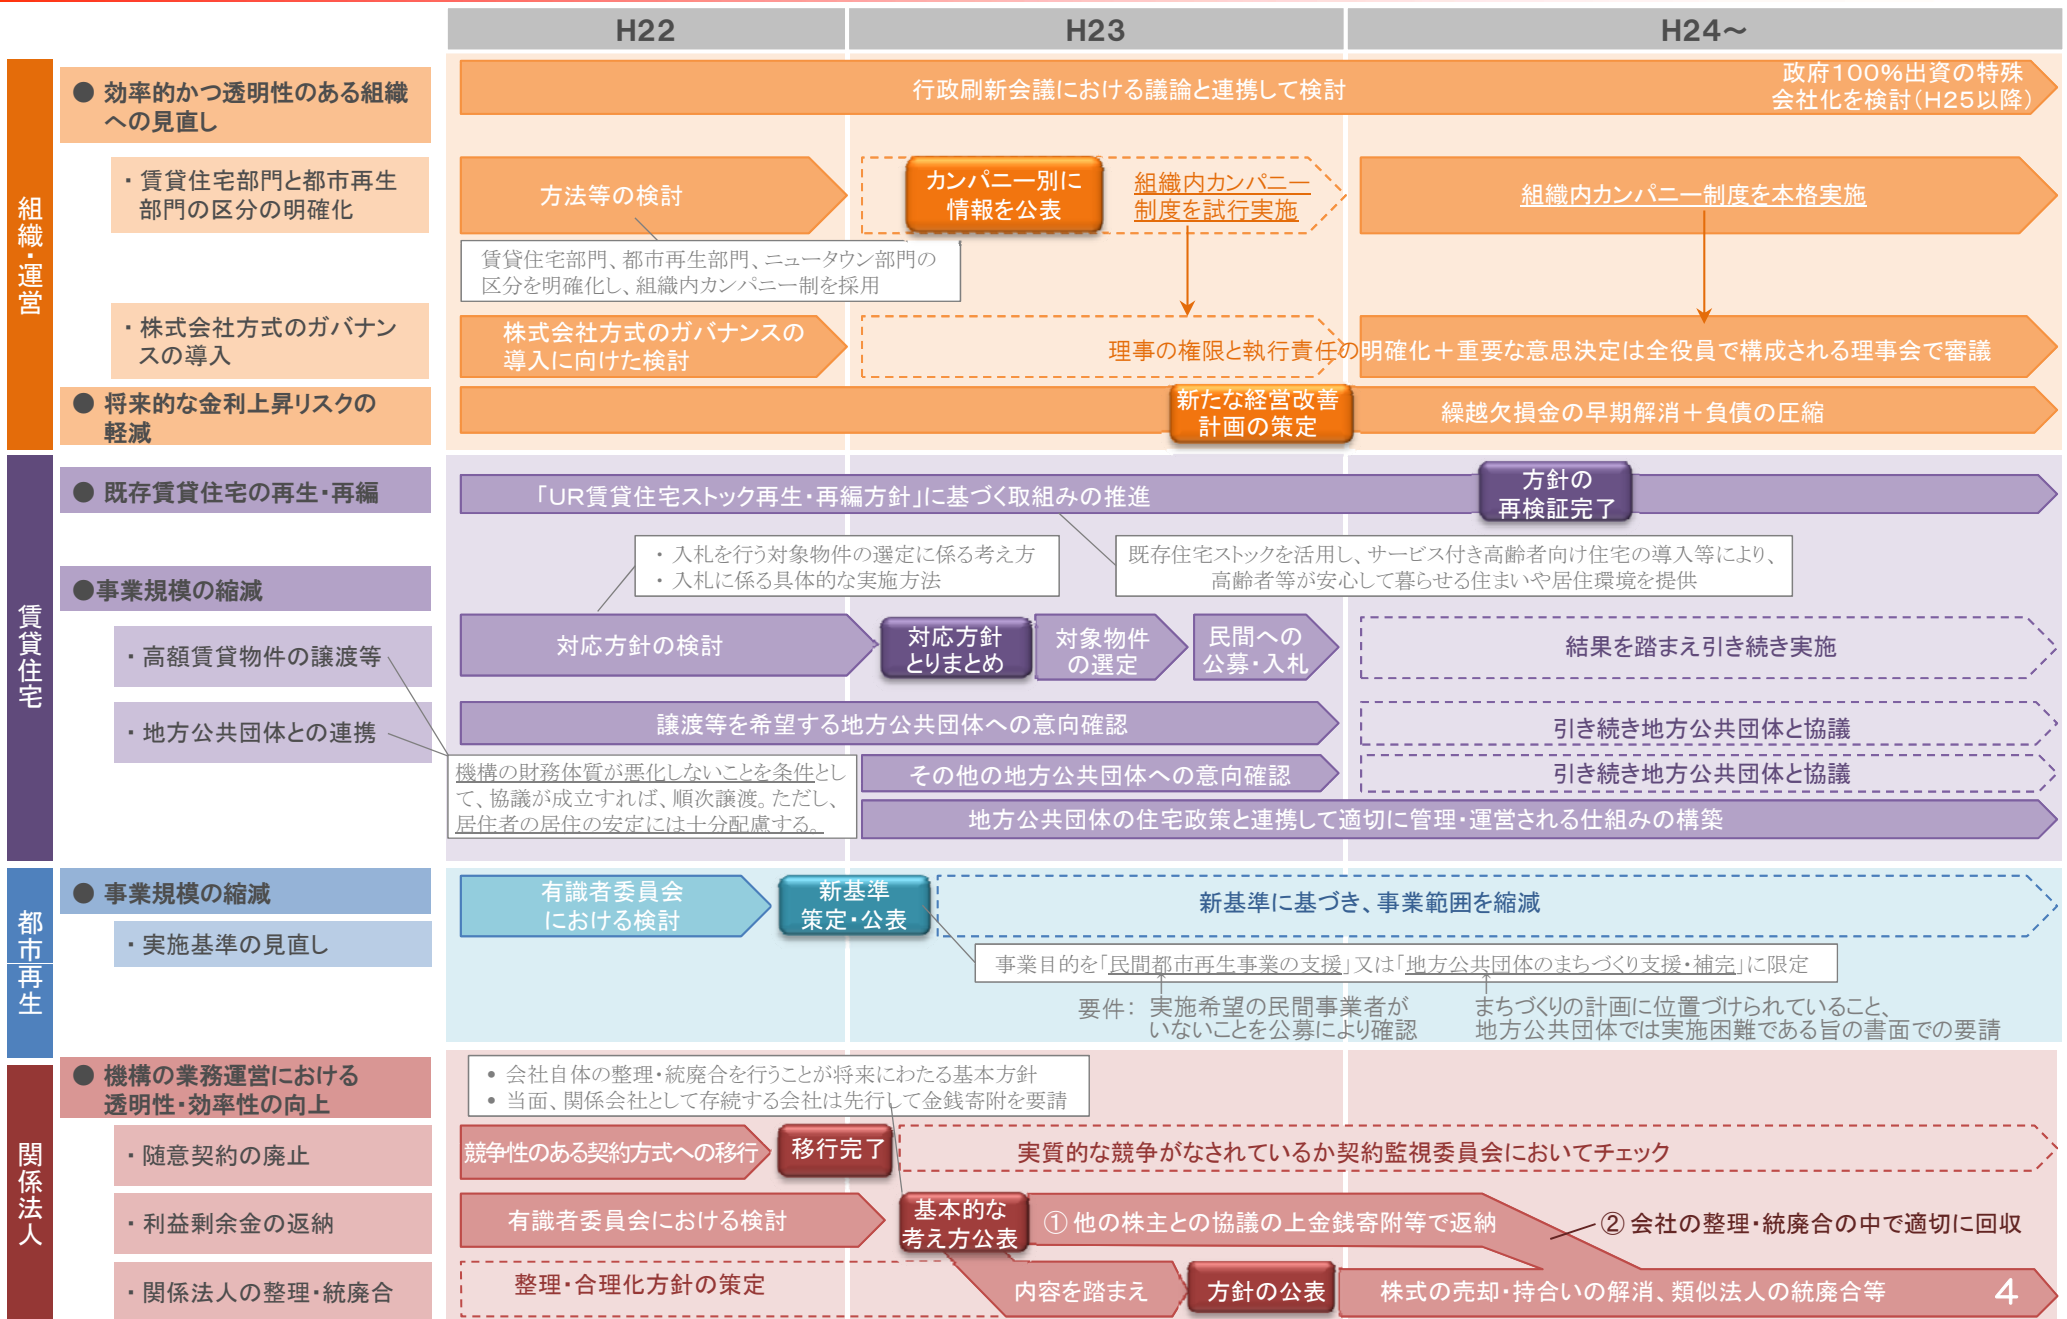 H22
H23
H24～
組織・運営
● 効率的かつ透明性のある組織
への見直し
行政刷新会議における議論と連携して検討
政府100％出資の特殊
会社化を検討（H25以降）
・賃貸住宅部門と都市再生
部門の区分の明確化
方法等の検討
カンパニー別に
情報を公表
組織内カンパニー
制度を試行実施
組織内カンパニー制度を本格実施
賃貸住宅部門、都市再生部門、ニュータウン部門の
区分を明確化し、組織内カンパニー制を採用
・株式会社方式のガバナン
スの導入
株式会社方式のガバナンスの
導入に向けた検討
理事の権限と執行責任の明確化＋重要な意思決定は全役員で構成される理事会で審議
● 将来的な金利上昇リスクの
軽減
新たな経営改善
計画の策定
繰越欠損金の早期解消＋負債の圧縮
賃貸住宅
● 既存賃貸住宅の再生・再編
「UR賃貸住宅ストック再生・再編方針」に基づく取組みの推進
方針の
再検証完了
・入札を行う対象物件の選定に係る考え方
・入札に係る具体的な実施方法
既存住宅ストックを活用し、サービス付き高齢者向け住宅の導入等により、
高齢者等が安心して暮らせる住まいや居住環境を提供
●事業規模の縮減
・高額賃貸物件の譲渡等
対応方針の検討
対応方針
とりまとめ
対象物件
の選定
民間への
公募・入札
結果を踏まえ引き続き実施
・地方公共団体との連携
譲渡等を希望する地方公共団体への意向確認
引き続き地方公共団体と協議
機構の財務体質が悪化しないことを条件とし
て、協議が成立すれば、順次譲渡。ただし、
居住者の居住の安定には十分配慮する。
その他の地方公共団体への意向確認
引き続き地方公共団体と協議
地方公共団体の住宅政策と連携して適切に管理・運営される仕組みの構築
都市再生
● 事業規模の縮減
・実施基準の見直し
有識者委員会
における検討
新基準
策定・公表
新基準に基づき、事業範囲を縮減
事業目的を「民間都市再生事業の支援」又は「地方公共団体のまちづくり支援・補完」に限定
要件： 実施希望の民間事業者が
いないことを公募により確認
まちづくりの計画に位置づけられていること、
地方公共団体では実施困難である旨の書面での要請
関係法人
● 機構の業務運営における
透明性・効率性の向上
• 会社自体の整理・統廃合を行うことが将来にわたる基本方針
• 当面、関係会社として存続する会社は先行して金銭寄附を要請
・随意契約の廃止
競争性のある契約方式への移行
移行完了
実質的な競争がなされているか契約監視委員会においてチェック
・利益剰余金の返納
有識者委員会における検討
基本的な
考え方公表
① 他の株主との協議の上金銭寄附等で返納
② 会社の整理・統廃合の中で適切に回収
・関係法人の整理・統廃合
整理・合理化方針の策定
内容を踏まえ
方針の公表
株式の売却・持合いの解消、類似法人の統廃合等
4